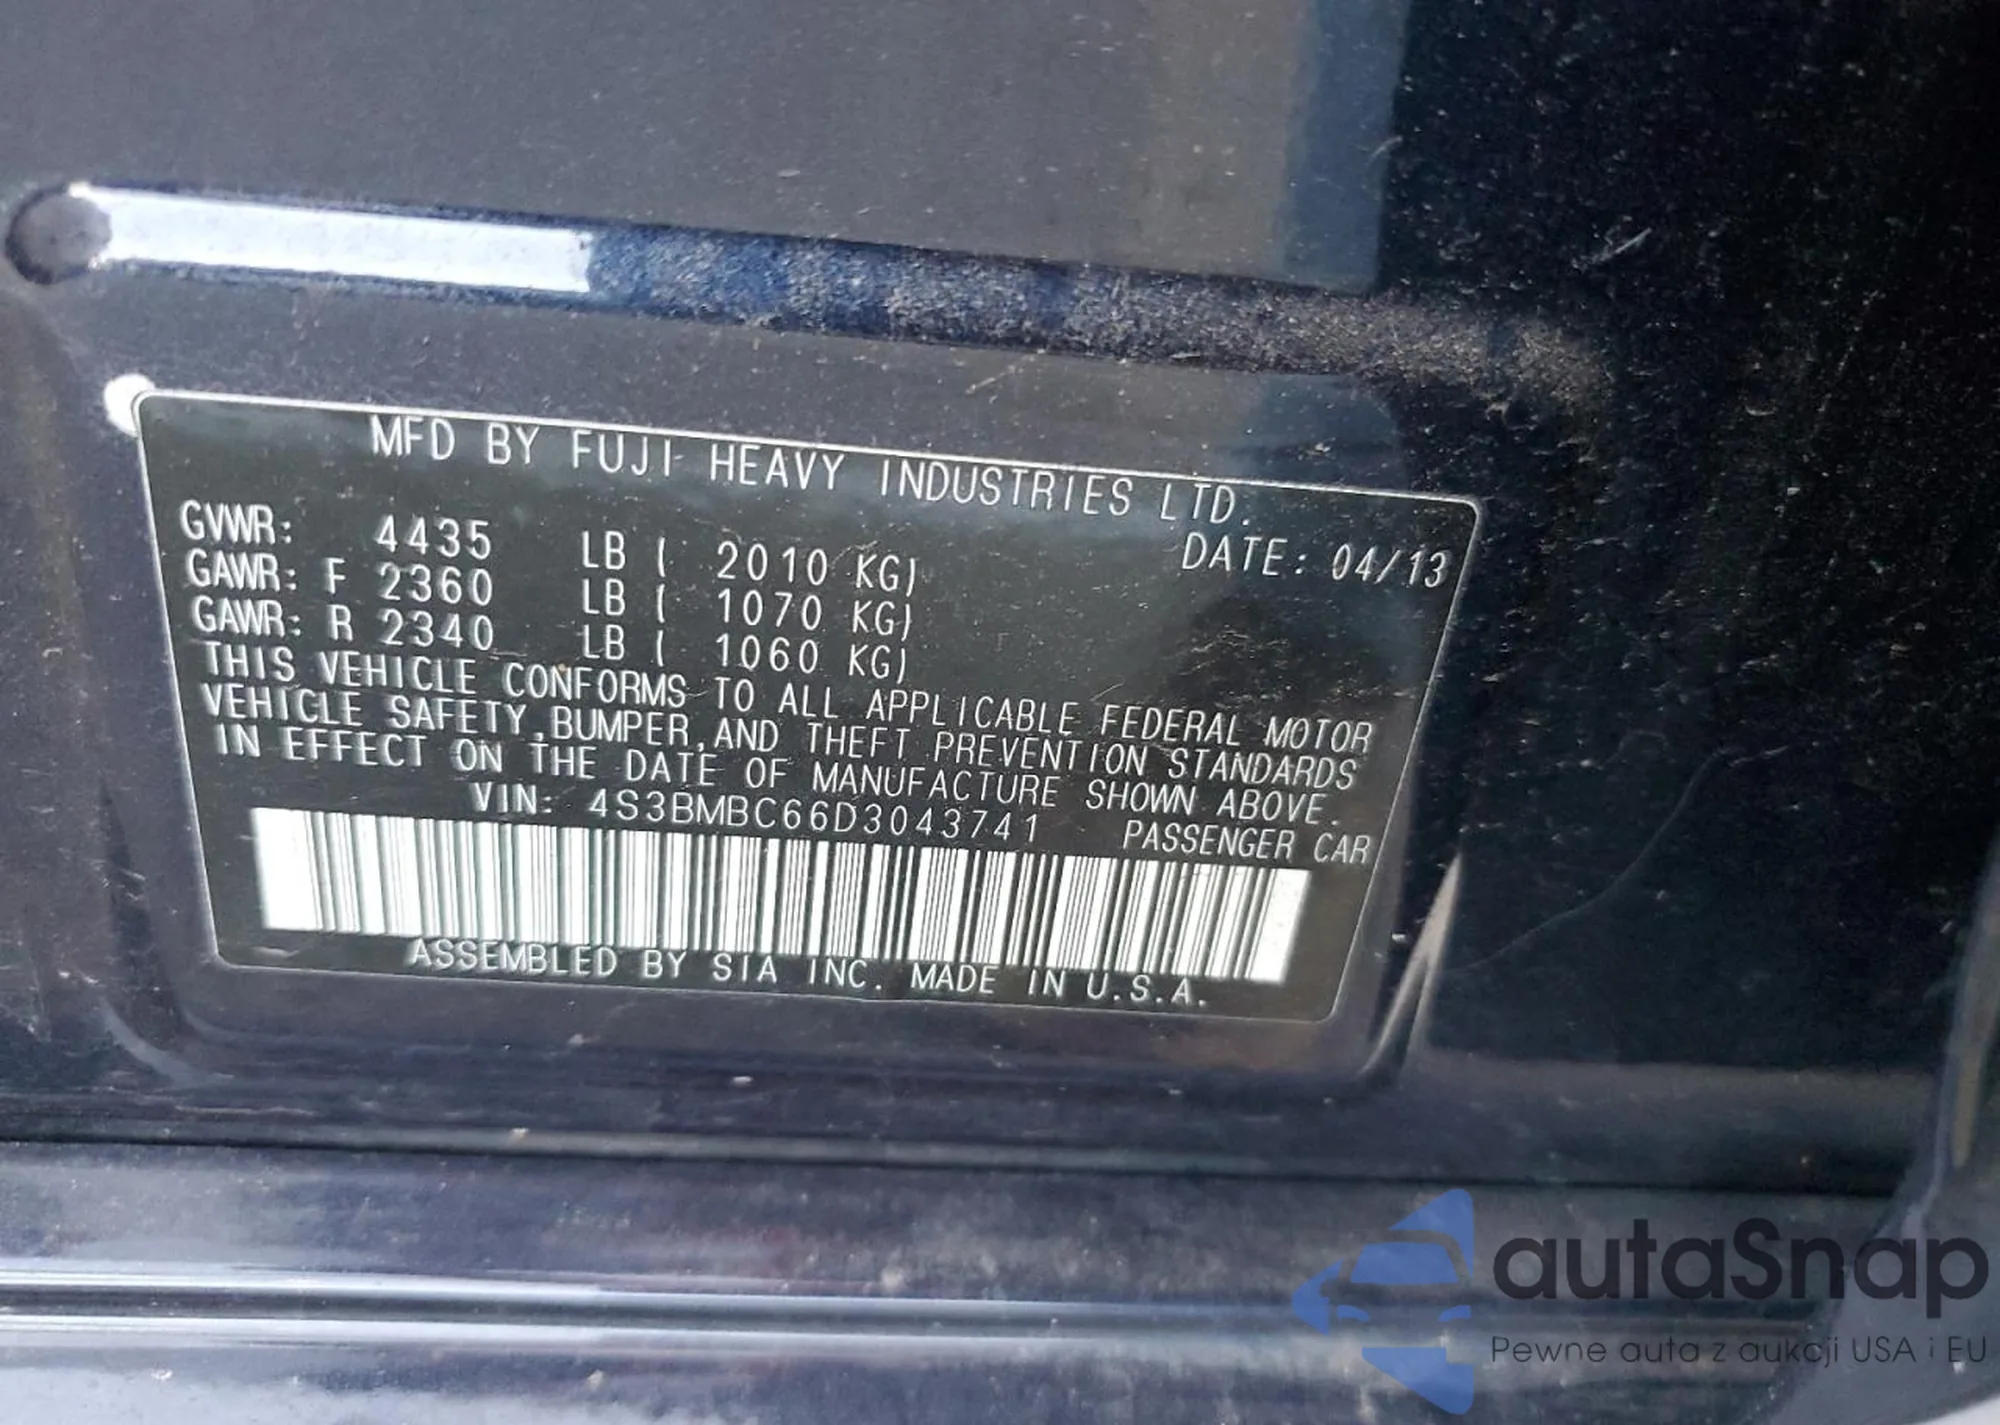 MFD BY FUJI HEAVY INDUSTRIES LTD.
DATE: 04/13
GVWR: 4435 LB ( 2010 KG)
GAWR: F 2360 LB ( 1070 KG)
GAWR: R 2340 LB ( 1060 KG)
THIS VEHICLE CONFORMS TO ALL APPLICABLE FEDERAL MOTOR
VEHICLE SAFETY, BUMPER, AND THEFT PREVENTION STANDARDS
IN EFFECT ON THE DATE OF MANUFACTURE SHOWN ABOVE.
VIN: 4S3BMBC66D3043741 PASSENGER CAR
ASSEMBLED BY SIA INC. MADE IN U.S.A.
autaSnap
Pewne auta z aukcji USA i EU